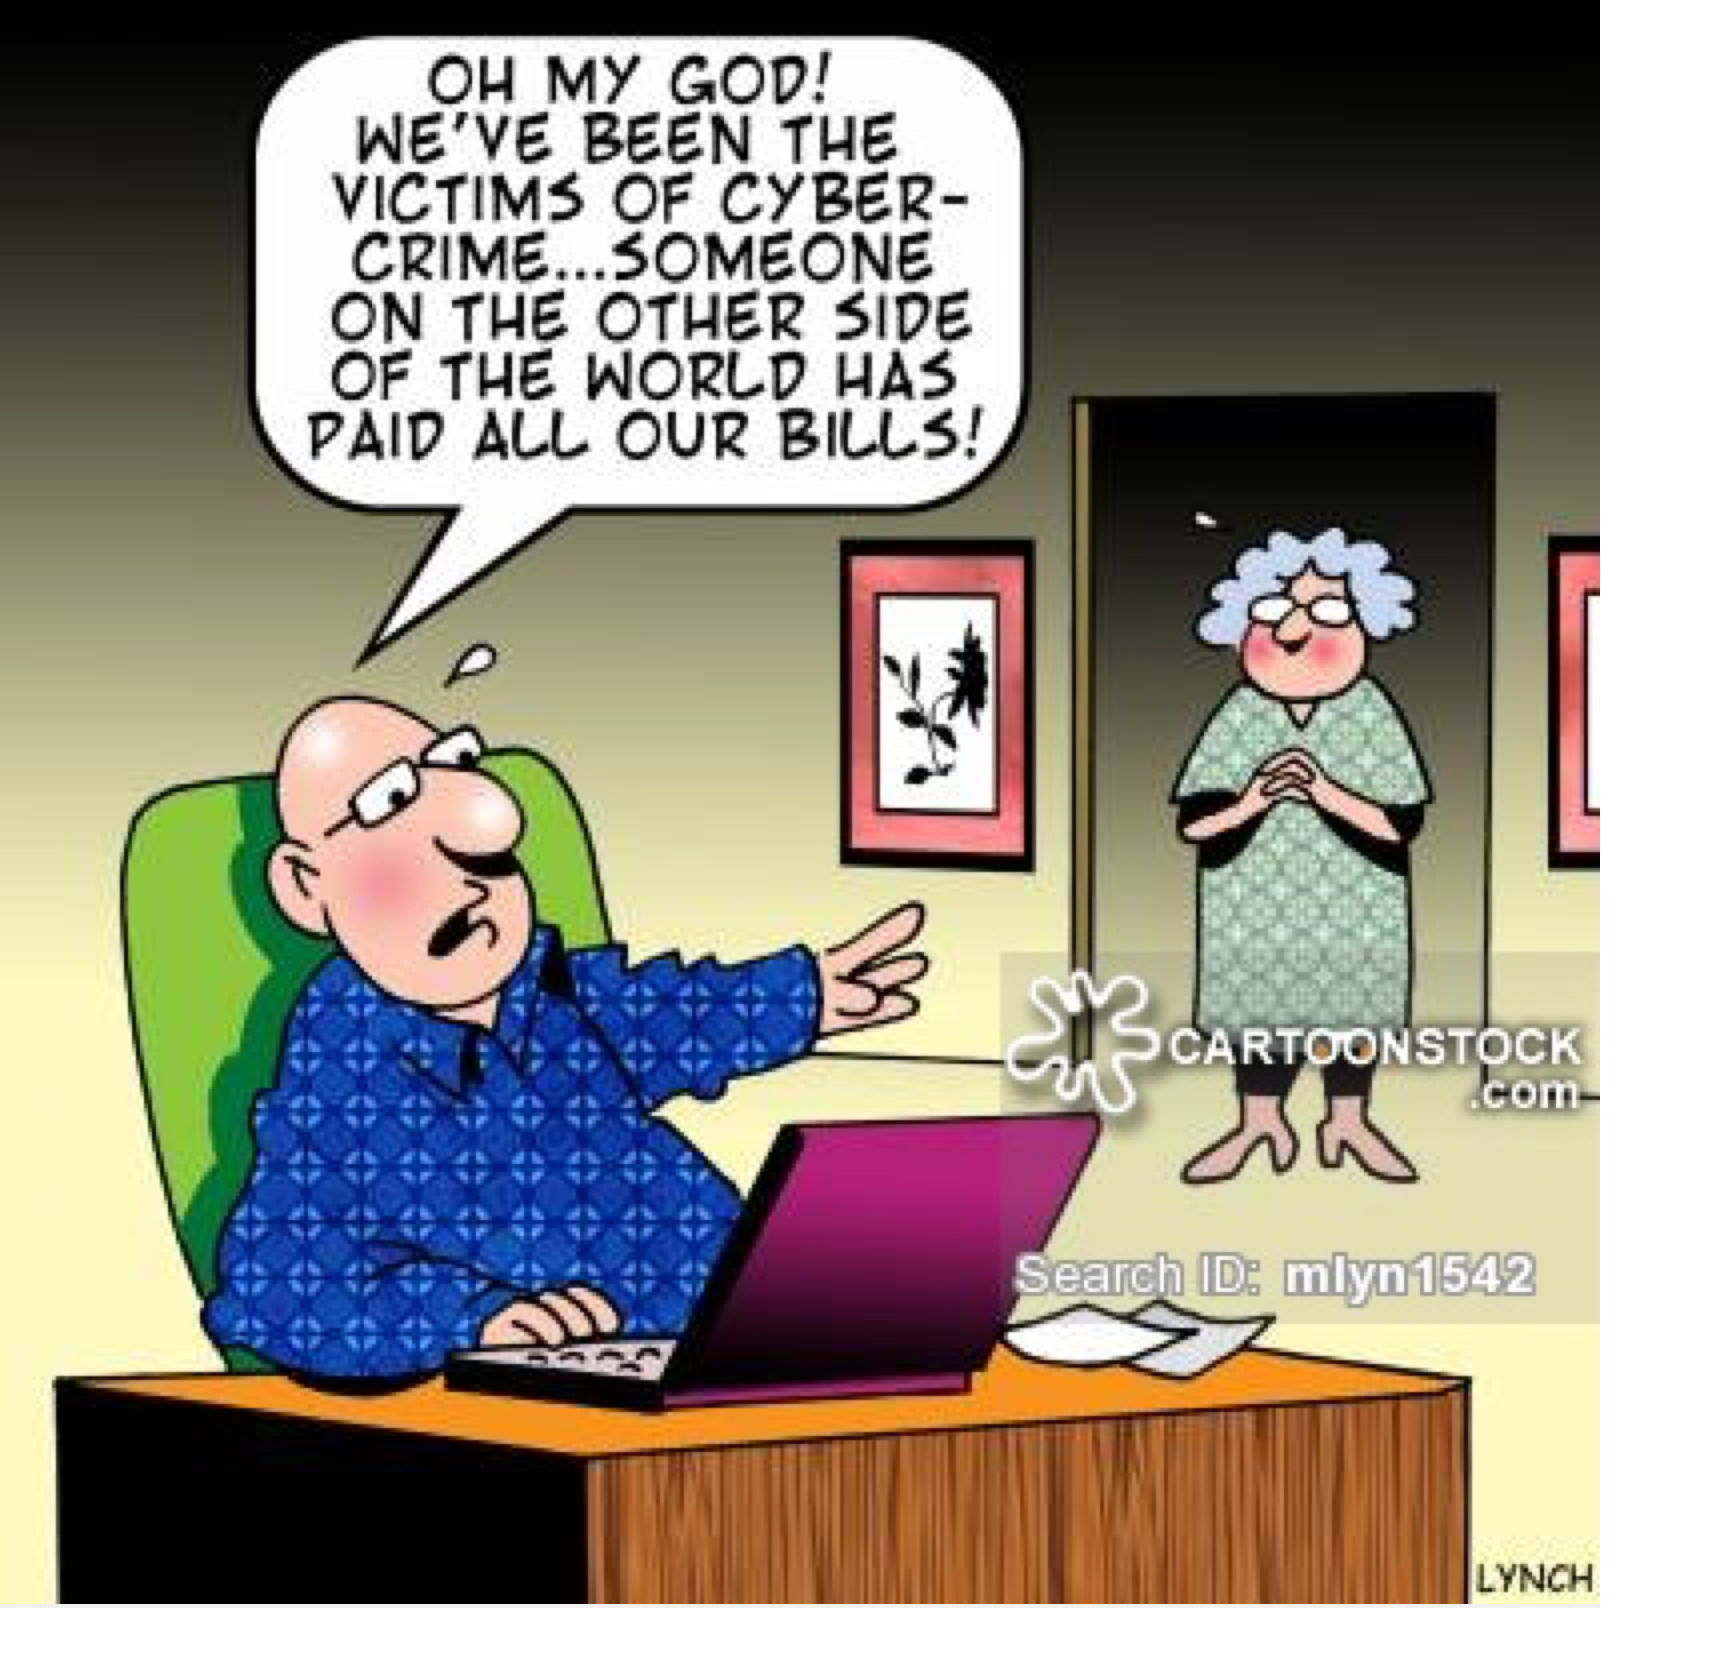 OH MY GOD!
WE'VE BEEN THE
VICTIMS OF CYBER-
CRIME...SOMEONE
ON THE OTHER SIDE
OF THE WORLD HAS
PAID ALL OUR BILLS!
CARTOONSTOCK
.com
Search ID: mlyn1542
LYNCH